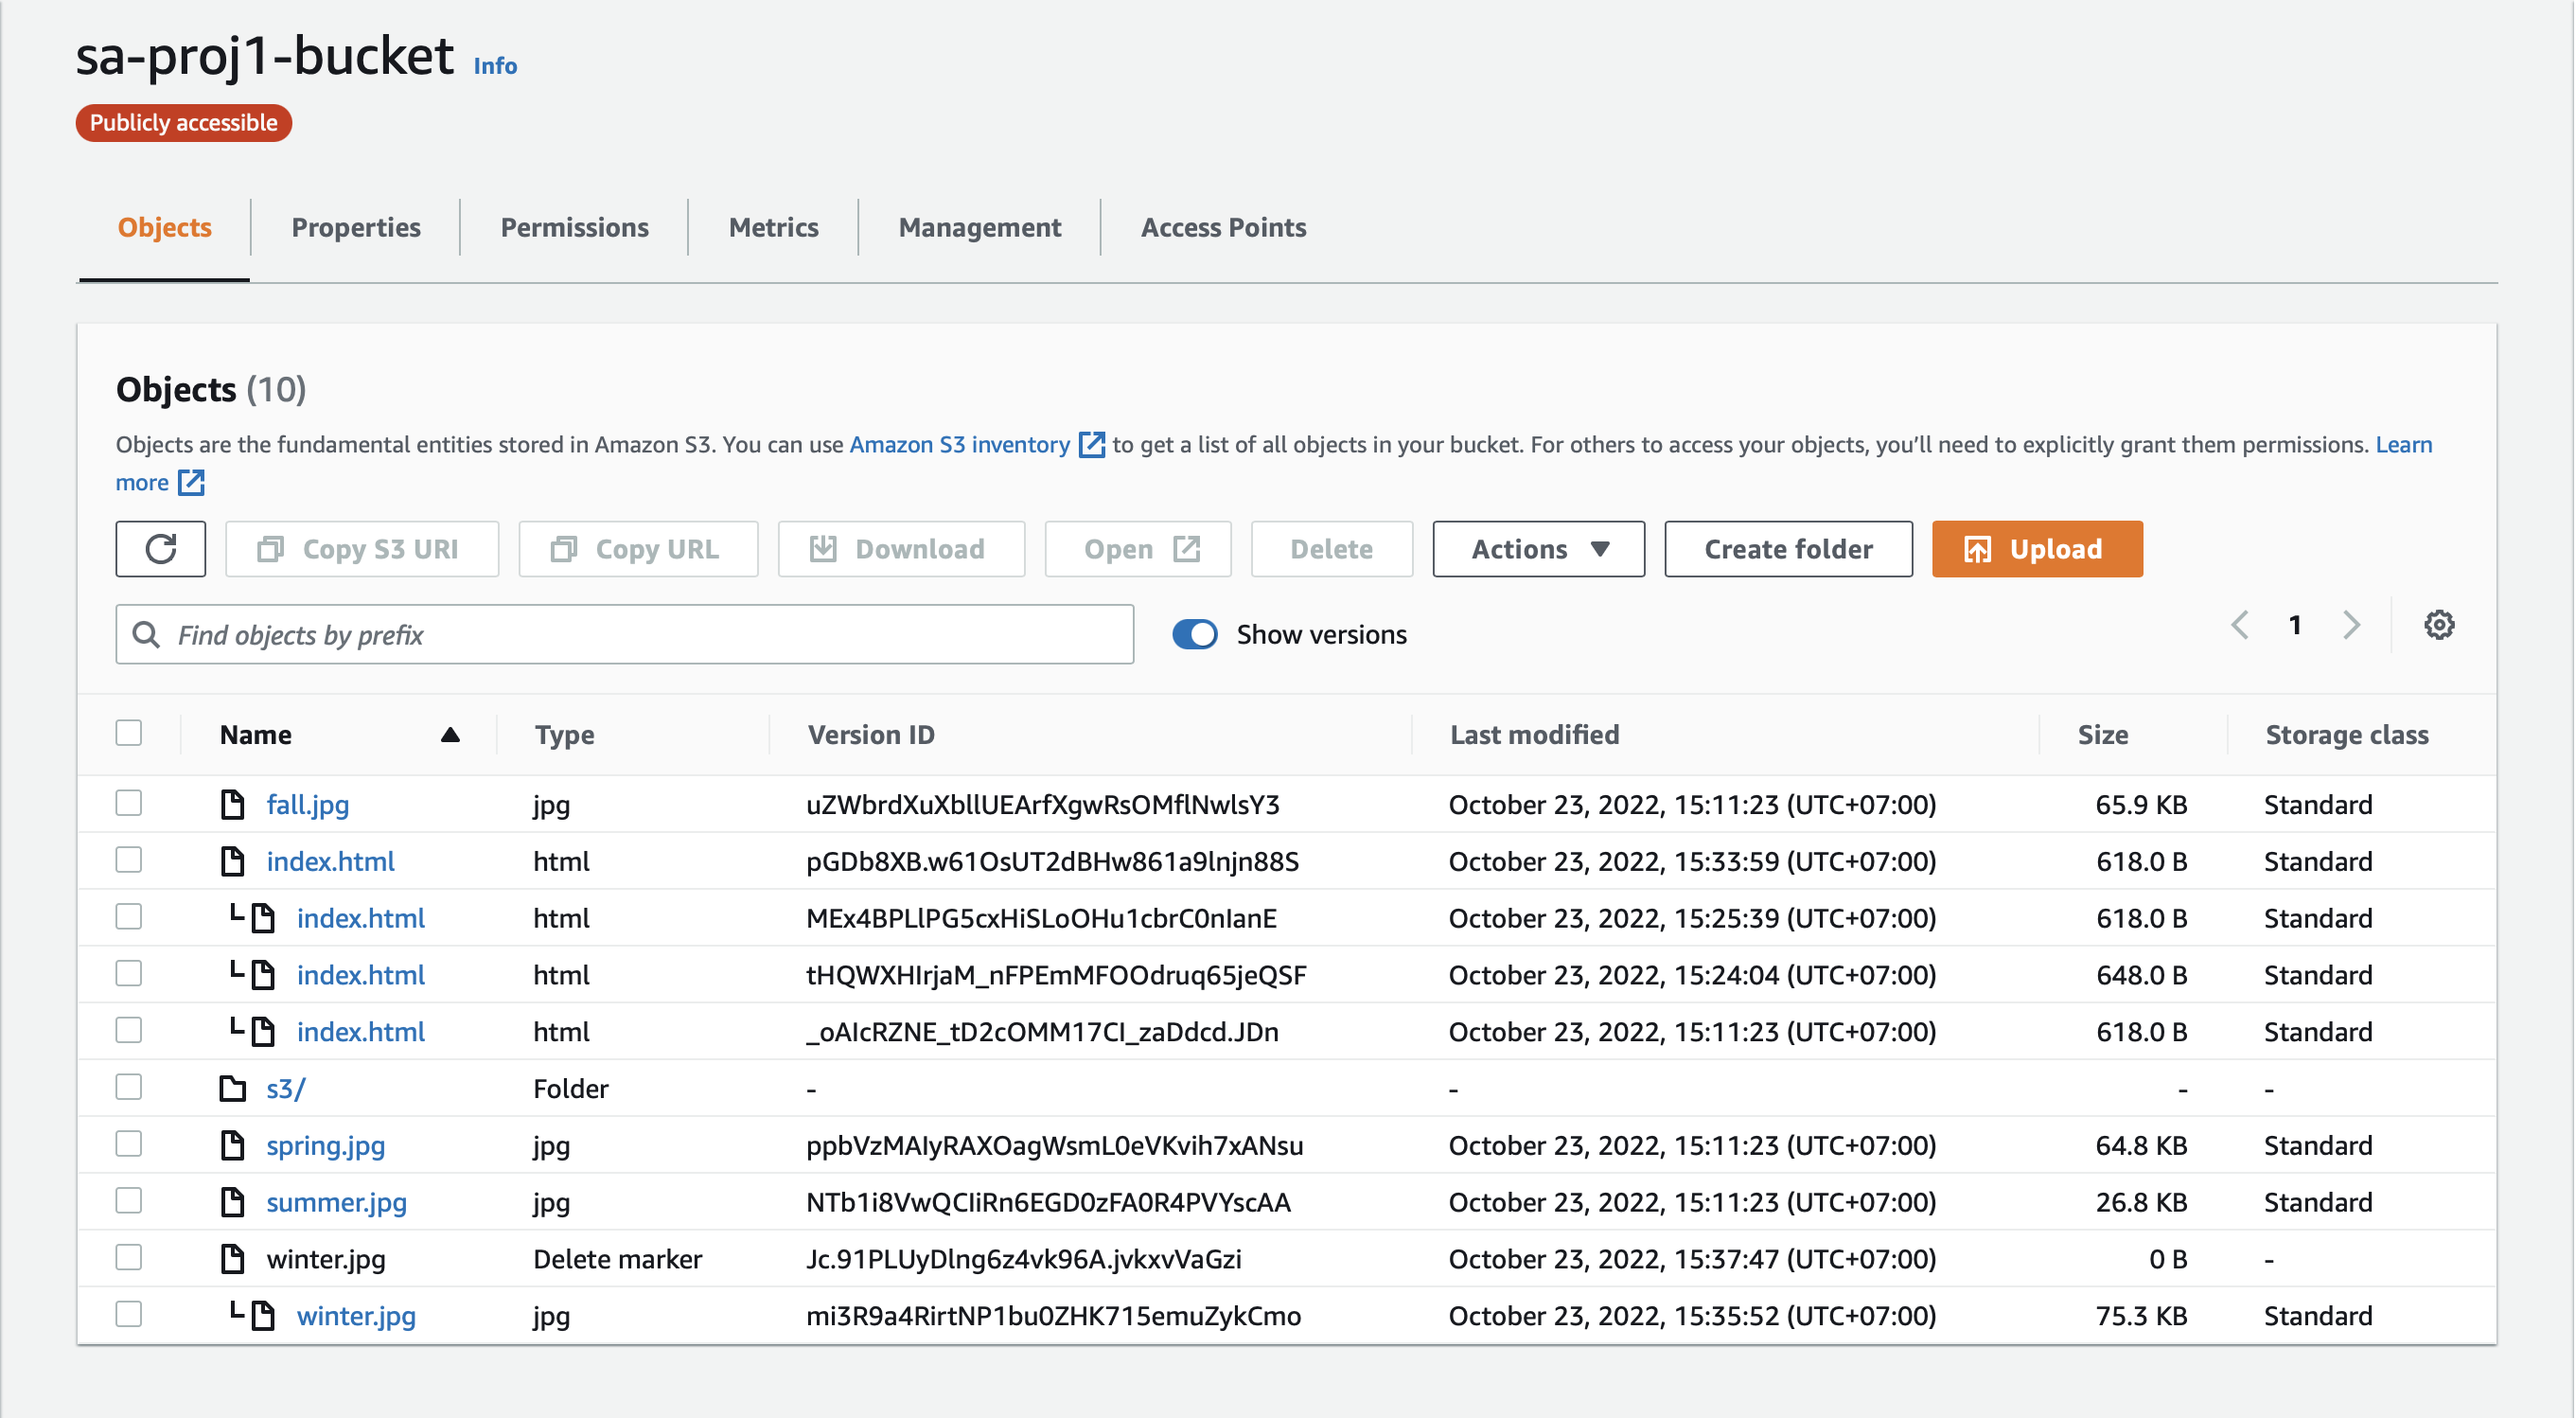 sa-proj1-bucket Info
Publicly accessible
Objects Properties Permissions Metrics Management Access Points
Objects (10)
Objects are the fundamental entities stored in Amazon S3. You can use Amazon S3 inventory to get a list of all objects in your bucket. For others to access your objects, you’ll need to explicitly grant them permissions. Learn
more
Copy S3 URI Copy URL Download Open Delete Actions Create folder Upload
Find objects by prefix Show versions 1
Name Type Version ID Last modified Size Storage class
fall.jpg jpg uZWbrdXuXbllUEArfXgwRsOMflNwlsY3 October 23, 2022, 15:11:23 (UTC+07:00) 65.9 KB Standard
index.html html pGDb8XB.w61OsUT2dBHw861a9lnjn88S October 23, 2022, 15:33:59 (UTC+07:00) 618.0 B Standard
index.html html MEx4BPLlPG5cxHiSLoOHu1cbrC0nIanE October 23, 2022, 15:25:39 (UTC+07:00) 618.0 B Standard
index.html html tHQWXHIrjaM_nFPEmMFOOdruq65jeQSF October 23, 2022, 15:24:04 (UTC+07:00) 648.0 B Standard
index.html html _oAIcRZNE_tD2cOMM17CI_zaDdcd.JDn October 23, 2022, 15:11:23 (UTC+07:00) 618.0 B Standard
s3/ Folder - - - -
spring.jpg jpg ppbVzMAIyRAXOagWsmL0eVKvih7xANsu October 23, 2022, 15:11:23 (UTC+07:00) 64.8 KB Standard
summer.jpg jpg NTb1i8VwQCIiRn6EGD0zFA0R4PVYscAA October 23, 2022, 15:11:23 (UTC+07:00) 26.8 KB Standard
winter.jpg Delete marker Jc.91PLUyDlng6z4vk96A.jvkxvVaGzi October 23, 2022, 15:37:47 (UTC+07:00) 0 B -
winter.jpg jpg mi3R9a4RirtNP1bu0ZHK715emuZykCmo October 23, 2022, 15:35:52 (UTC+07:00) 75.3 KB Standard